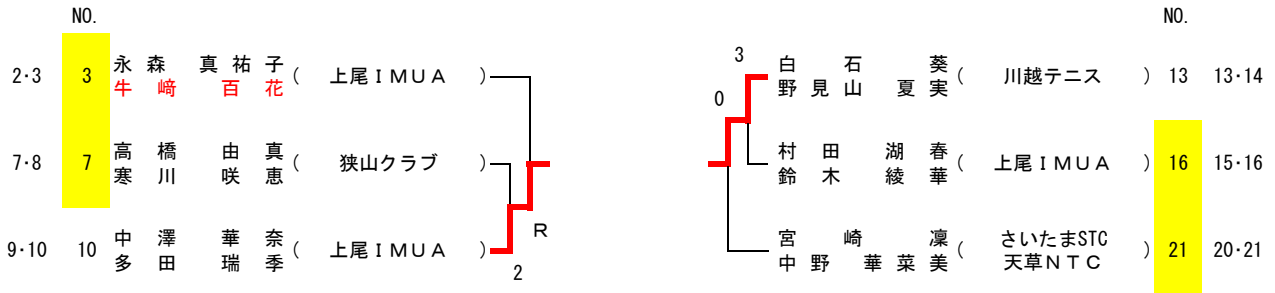 NO. NO.
永森 真祐子
2・3 3 (上尾ＩＭＵＡ)
牛﨑 百花
3
白石 葵
(川越テニス) 13 13・14
野見山 夏実
0
高橋 由真
7・8 7 (狭山クラブ)
寒川 咲恵
村田 湖春
(上尾ＩＭＵＡ) 16 15・16
鈴木 綾華
R
中澤 華奈
9・10 10 (上尾ＩＭＵＡ)
多田 瑞季
2
宮崎 凜 (さいたまSTC
中野 華菜美 天草ＮＴＣ) 21 20・21